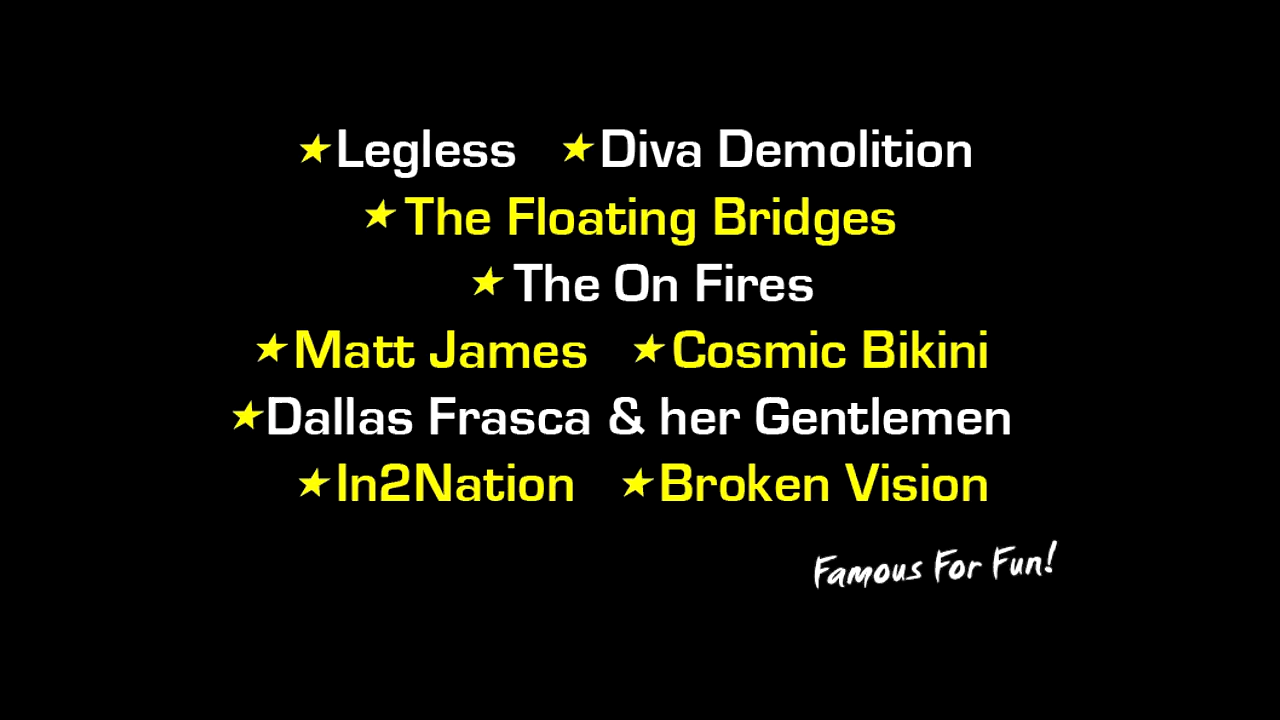 ★Legless ★Diva Demolition
★The Floating Bridges
★The On Fires
★Matt James ★Cosmic Bikini
★Dallas Frasca & her Gentlemen
★In2Nation ★Broken Vision
Famous For Fun!